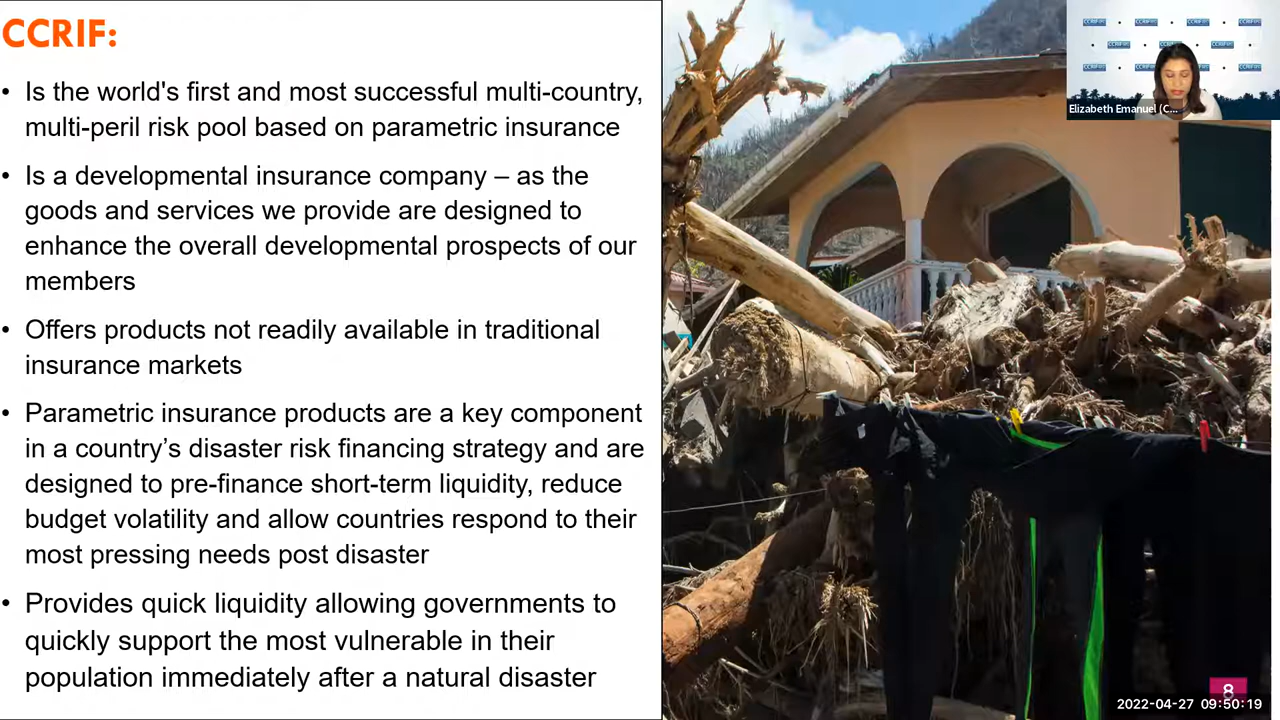 CCRIF:
• Is the world's first and most successful multi-country,
multi-peril risk pool based on parametric insurance
• Is a developmental insurance company – as the
goods and services we provide are designed to
enhance the overall developmental prospects of our
members
• Offers products not readily available in traditional
insurance markets
• Parametric insurance products are a key component
in a country’s disaster risk financing strategy and are
designed to pre-finance short-term liquidity, reduce
budget volatility and allow countries respond to their
most pressing needs post disaster
• Provides quick liquidity allowing governments to
quickly support the most vulnerable in their
population immediately after a natural disaster
Elizabeth Emanuel (C...
8
2022-04-27 09:50:19